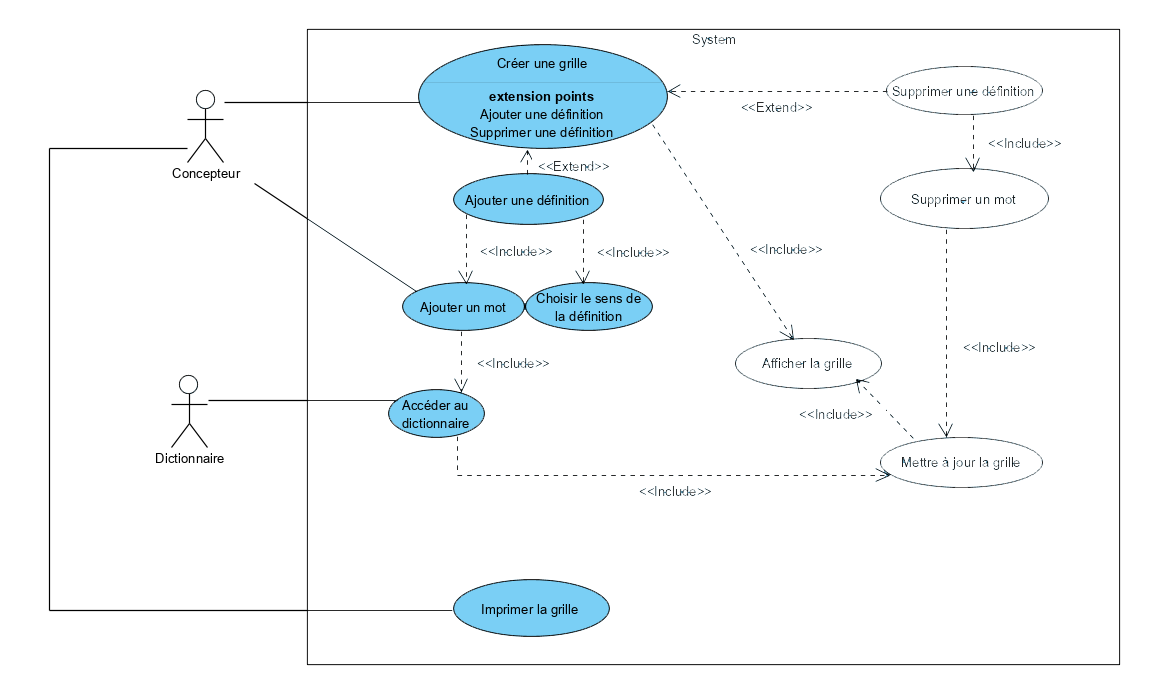 System
Créer une grille
extension points
Ajouter une définition
Supprimer une définition
Supprimer une définition
<<Extend>>
<<Include>>
Concepteur
<<Extend>>
Ajouter une définition
Supprimer un mot
<<Include>>
<<Include>>
<<Include>>
Ajouter un mot
Choisir le sens de
la définition
<<Include>>
<<Include>>
Afficher la grille
Accéder au
dictionnaire
<<Include>>
Dictionnaire
Mettre à jour la grille
<<Include>>
Imprimer la grille